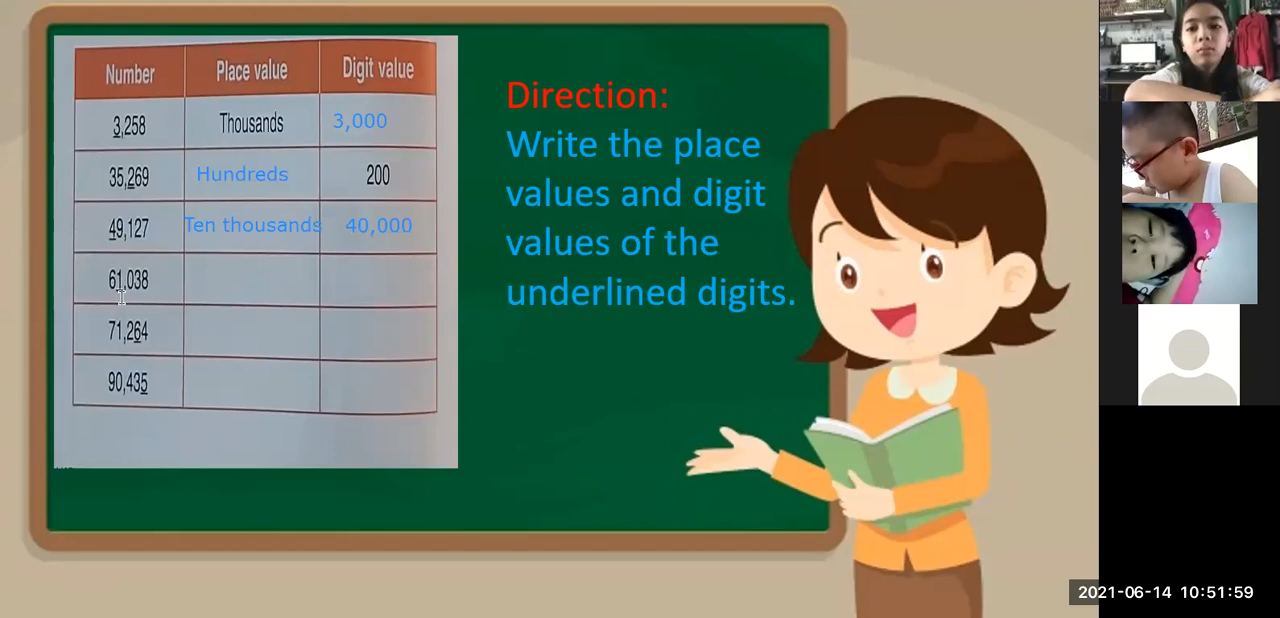 Number Place value Digit value
3,258 Thousands 3,000
35,269 Hundreds 200
49,127 Ten thousands 40,000
61,038
71,264
90,435
Direction:
Write the place
values and digit
values of the
underlined digits.
2021-06-14 10:51:59